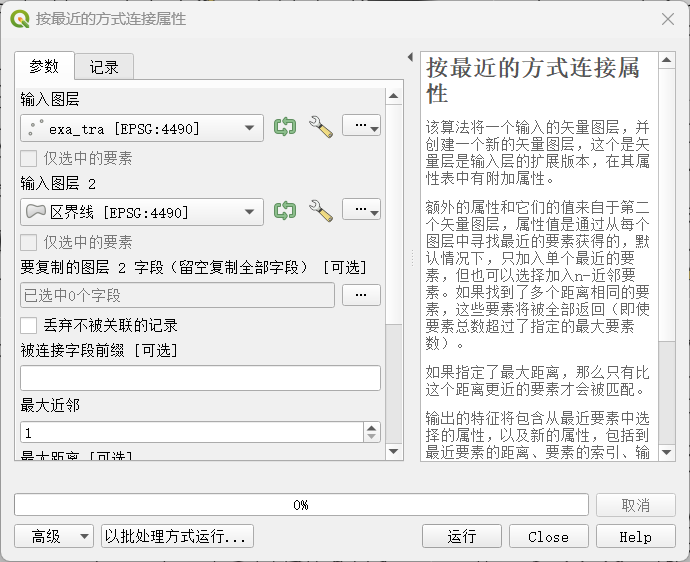 按最近的方式连接属性
参数
记录
输入图层
exa_tra [EPSG:4490]
仅选中的要素
输入图层 2
区界线 [EPSG:4490]
仅选中的要素
要复制的图层 2 字段（留空复制全部字段） [可选]
已选中0个字段
...
丢弃不被关联的记录
被连接字段前缀 [可选]
最大近邻
1
最大距离 [可选]
按最近的方式连接属
性
该算法将一个输入的矢量图层，并
创建一个新的矢量图层，这个是矢
量层是输入层的扩展版本，在其属
性表中有附加属性。
额外的属性和它们的值来自于第二
个矢量图层，属性值是通过从每个
图层中寻找最近的要素获得的，默
认情况下，只加入单个最近的要
素，但也可以选择加入n-近邻要
素。如果找到了多个距离相同的要
素，这些要素将被全部返回（即使
要素总数超过了指定的最大要素
数）。
如果指定了最大距离，那么只有比
这个距离更近的要素才会被匹配。
输出的特征将包含从最近要素中选
择的属性，以及新的属性，包括到
最近要素的距离、要素的索引、输
0%
取消
高级
以批处理方式运行...
运行
Close
Help